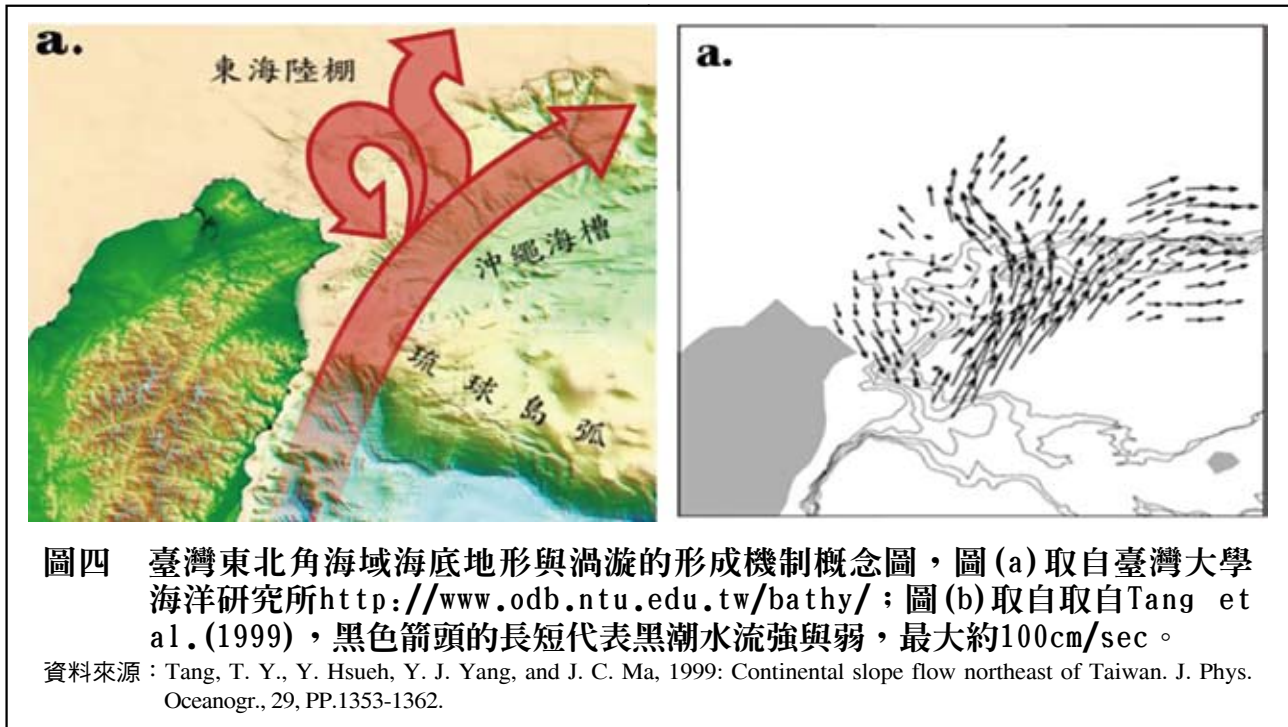 a.
東海陸棚
沖繩海槽
琉球島弧
a.
圖四 臺灣東北角海域海底地形與渦漩的形成機制概念圖，圖(a)取自臺灣大學
海洋研究所http://www.odb.ntu.edu.tw/bathy/；圖(b)取自取自Tang et
al.(1999)，黑色箭頭的長短代表黑潮水流強與弱，最大約100cm/sec。
資料來源：Tang, T. Y., Y. Hsueh, Y. J. Yang, and J. C. Ma, 1999: Continental slope flow northeast of Taiwan. J. Phys.
Oceanogr., 29, PP.1353-1362.